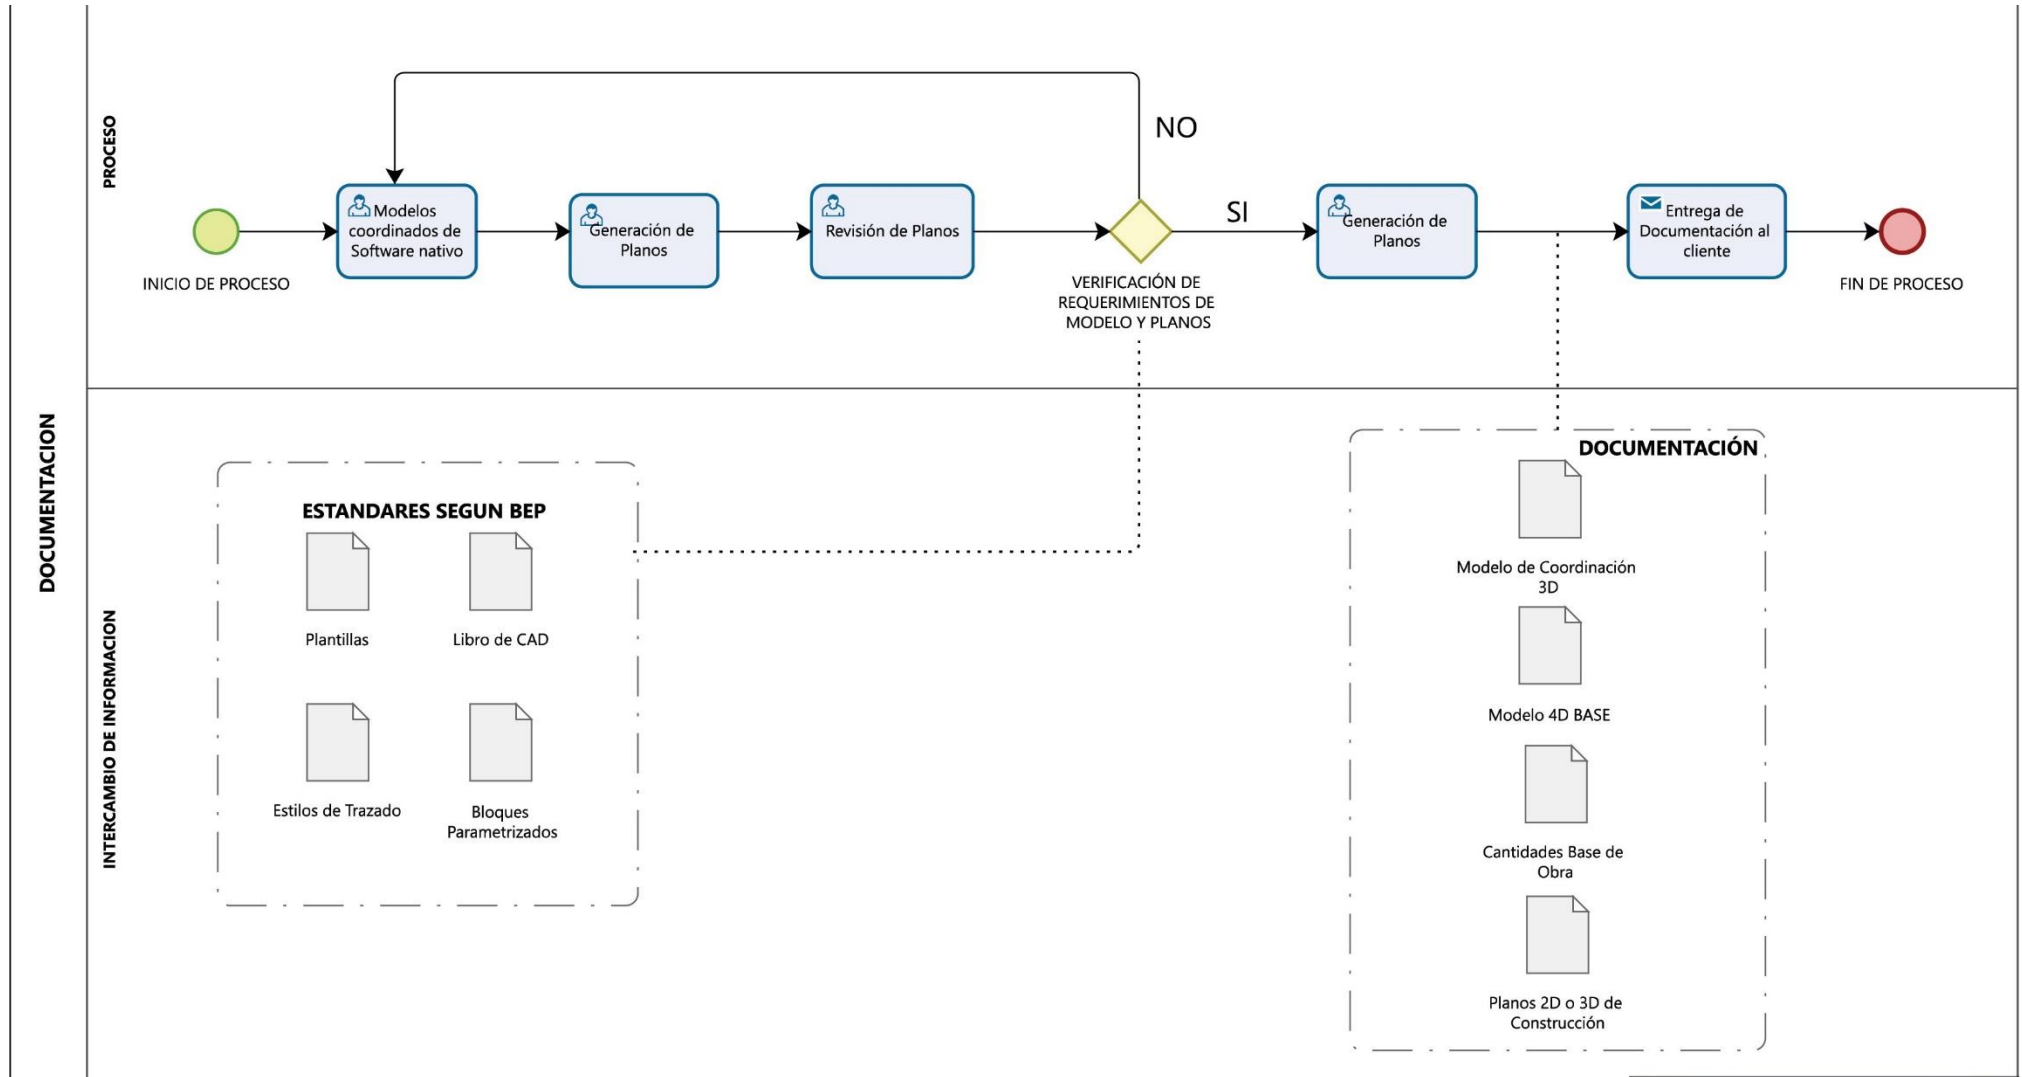 DOCUMENTACION
PROCESO
NO
SI
INICIO DE PROCESO
Modelos
coordinados de
Software nativo
Generación de
Planos
Revisión de Planos
VERIFICACIÓN DE
REQUERIMIENTOS DE
MODELO Y PLANOS
Generación de
Planos
Entrega de
Documentación al
cliente
FIN DE PROCESO
INTERCAMBIO DE INFORMACION
ESTANDARES SEGUN BEP
Plantillas
Libro de CAD
Estilos de Trazado
Bloques
Parametrizados
DOCUMENTACIÓN
Modelo de Coordinación
3D
Modelo 4D BASE
Cantidades Base de
Obra
Planos 2D o 3D de
Construcción